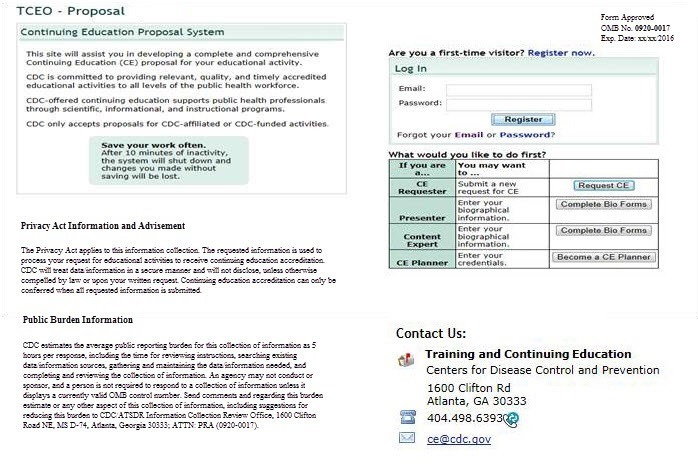 TCEO - Proposal
Continuing Education Proposal System
This site will assist you in developing a complete and comprehensive
Continuing Education (CE) proposal for your educational activity.
CDC is committed to providing relevant, quality, and timely accredited
educational activities to all levels of the public health workforce.
CDC-offered continuing education supports public health professionals
through scientific, informational, and instructional programs.
CDC only accepts proposals for CDC-affiliated or CDC-funded activities.
Save your work often.
After 10 minutes of inactivity,
the system will shut down and
changes you made without
saving will be lost.
Form Approved
OMB No. 0920-0017
Exp. Date: xx/xx/2016
Are you a first-time visitor? Register now.
Log In
Email:
Password:
Register
Forgot your Email or Password?
What would you like to do first?
If you are a... You may want to ...
CE Requester Submit a new request for CE Request CE
Presenter Enter your biographical information. Complete Bio Forms
Content Expert Enter your biographical information. Complete Bio Forms
CE Planner Enter your credentials. Become a CE Planner
Privacy Act Information and Advisement
The Privacy Act applies to this information collection. The requested information is used to
process your request for educational activities to receive continuing education accreditation.
CDC will treat data/information in a secure manner and will not disclose, unless otherwise
compelled by law or upon your written request. Continuing education accreditation can only be
conferred when all requested information is submitted.
Public Burden Information
CDC estimates the average public reporting burden for this collection of information as 5
hours per response, including the time for reviewing instructions, searching existing
data/information sources, gathering and maintaining the data/information needed, and
completing and reviewing the collection of information. An agency may not conduct or
sponsor, and a person is not required to respond to a collection of information unless it
displays a currently valid OMB control number. Send comments and regarding this burden
estimate or any other aspect of this collection of information, including suggestions for
reducing this burden to CDC/ATSDR Information Collection Review Office, 1600 Clifton
Road NE, MS D-74, Atlanta, Georgia 30333; ATTN: PRA (0920-0017).
Contact Us:
Training and Continuing Education
Centers for Disease Control and Prevention
1600 Clifton Rd
Atlanta, GA 30333
404.498.6393
ce@cdc.gov